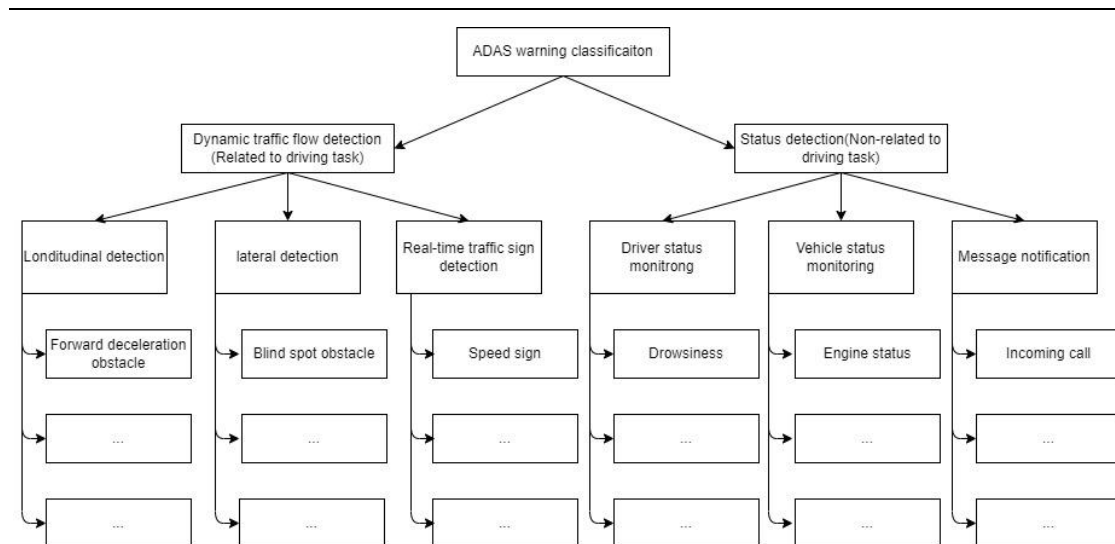 ADAS warning classificaiton
Dynamic traffic flow detection
(Related to driving task)
Status detection(Non-related to
driving task)
Londitudinal detection
lateral detection
Real-time traffic sign
detection
Driver status
monitrong
Vehicle status
monitoring
Message notification
Forward deceleration
obstacle
Blind spot obstacle
Speed sign
Drowsiness
Engine status
Incoming call
...
...
...
...
...
...
...
...
...
...
...
...